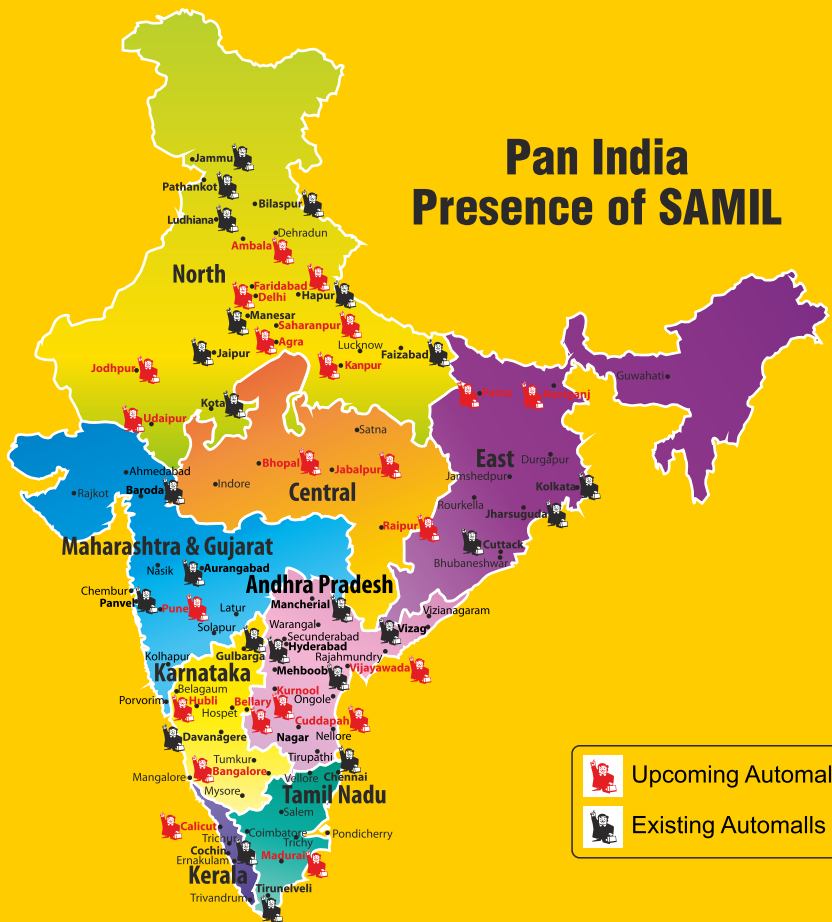 Pan India
Presence of SAMIL
Jammu
Pathankot
Bilaspur
Ludhiana
Dehradun
Ambala
North
Faridabad
Delhi
Hapur
Manesar
Saharanpur
Agra
Lucknow
Jaipur
Faizabad
Jodhpur
Kanpur
Guwahati
Patna
Kota
Udaipur
Satna
East
Durgapur
Bhopal
Jabalpur
Ahmedabad
Indore
Jamshedpur
Rajkot
Baroda
Central
Kolkata
Rourkella
Jharsuguda
Raipur
Maharashtra & Gujarat
Cuttack
Nasik
Aurangabad
Bhubaneshwar
Andhra Pradesh
Chembur
Panvel
Pune
Latur
Mancherial
Vizianagaram
Warangal
Solapur
Secunderabad
Vizag
Hyderabad
Gulbarga
Rajahmundry
Kolhapur
Karnataka
Mehboob
Vijayawada
Belagaum
Kurnool
Porvorim
Hubli
Bellary
Ongole
Hospet
Cuddapah
Davanagere
Nagar
Nellore
Tirupathi
Tumkur
Bangalore
Mangalore
Vellore
Chennai
Mysore
Tamil Nadu
Upcoming Automal
Existing Automalls
Salem
Calicut
Coimbatore
Pondicherry
Trichur
Trichy
Cochin
Madurai
Ernakulam
Kerala
Tirunelveli
Trivandrum